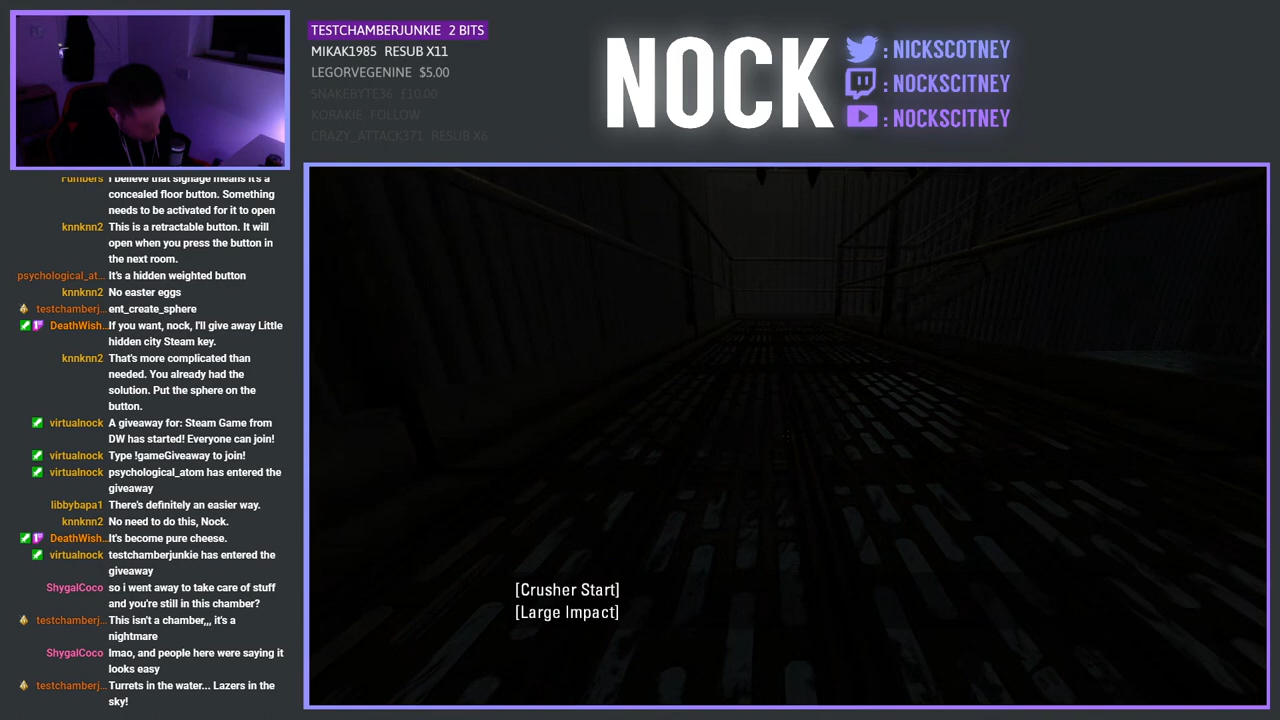 TESTCHAMBERJUNKIE 2 BITS
MIKAK1985 RESUB X11
LEGORVEGENINE $5.00
SNAKEBYTE36 £10.00
KORAKIE FOLLOW
CRAZY_ATTACK371 RESUB X6
NOCK
: NICKSCOTNEY
: NOCKSCITNEY
: NOCKSCITNEY
Fumbers I believe that signage means it's a
concealed floor button. Something
needs to be activated for it to open
knnknn2 This is a retractable button. It will
open when you press the button in
the next room.
psychological_at... It's a hidden weighted button
knnknn2 No easter eggs
testchamberj... ent_create_sphere
DeathWish... If you want, nock, I'll give away Little
hidden city Steam key.
knnknn2 That's more complicated than
needed. You already had the
solution. Put the sphere on the
button.
virtualnock A giveaway for: Steam Game from
DW has started! Everyone can join!
virtualnock Type !gameGiveaway to join!
virtualnock psychological_atom has entered the
giveaway
libbybapa1 There's definitely an easier way.
knnknn2 No need to do this, Nock.
DeathWish... It's become pure cheese.
virtualnock testchamberjunkie has entered the
giveaway
ShygalCoco so i went away to take care of stuff
and you're still in this chamber?
testchamberj... This isn't a chamber,,, it's a
nightmare
ShygalCoco lmao, and people here were saying it
looks easy
testchamberj... Turrets in the water... Lazers in the
sky!
[Crusher Start]
[Large Impact]